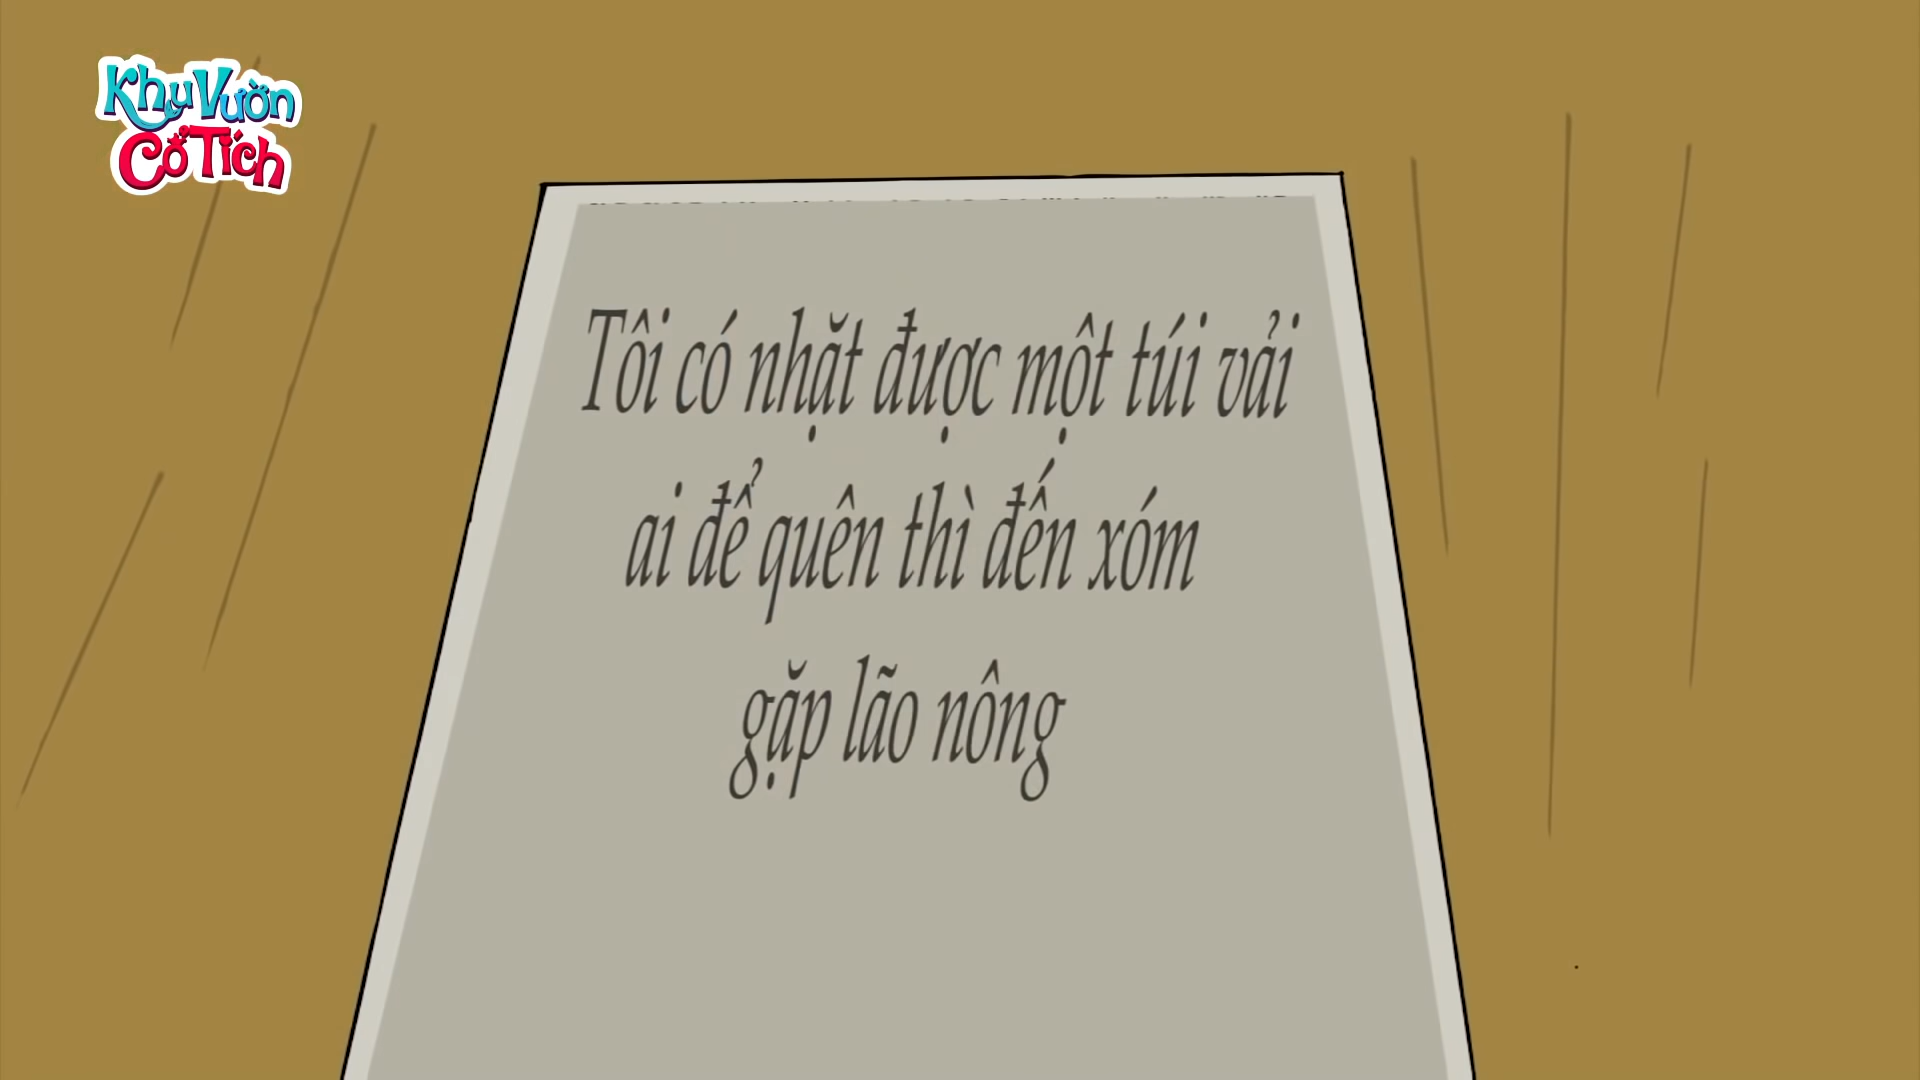 Khu Vườn
Cổ Tích
Tôi có nhặt được một túi vải
ai để quên thì đến xóm
gặp lão nông